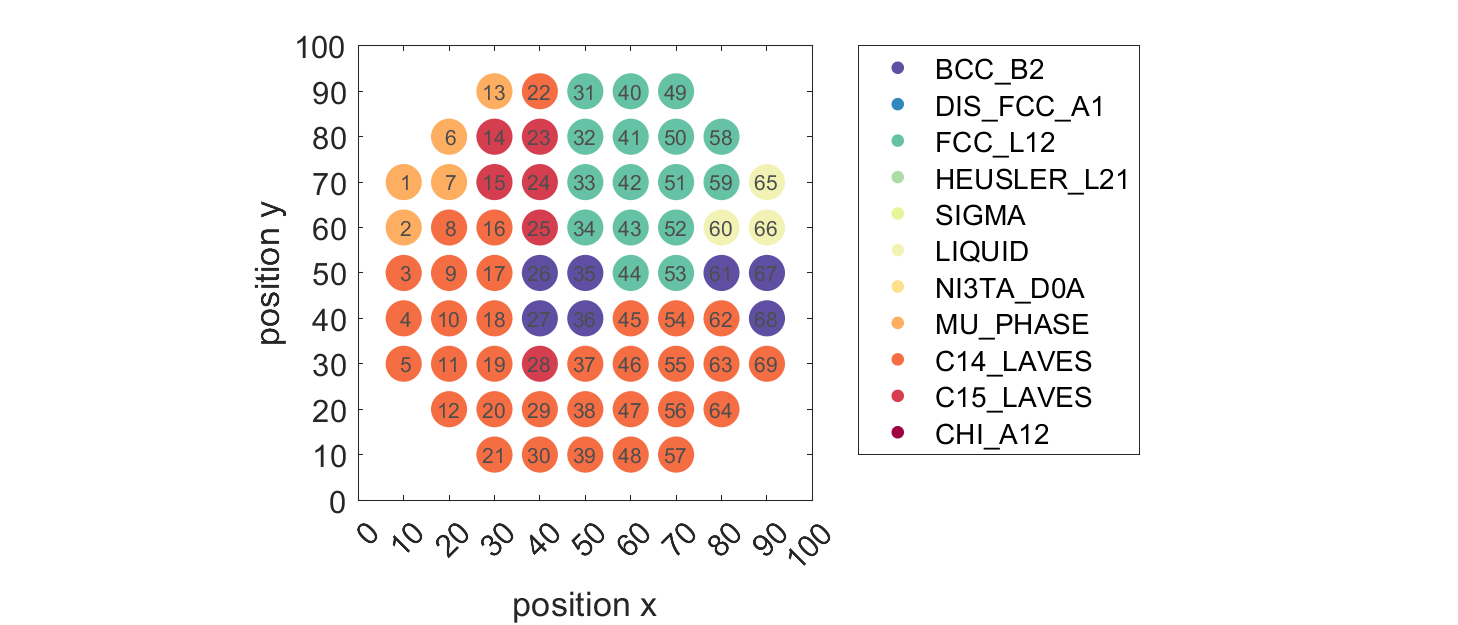 100
90
80
70
60
50
40
30
20
10
0
13 22 31 40 49
6 14 23 32 41 50 58
1 7 15 24 33 42 51 59 65
2 8 16 25 34 43 52 60 66
3 9 17 26 35 44 53 61 67
4 10 18 27 36 45 54 62 68
5 11 19 28 37 46 55 63 69
12 20 29 38 47 56 64
21 30 39 48 57
0 10 20 30 40 50 60 70 80 90 100
position x
position y
BCC_B2
DIS_FCC_A1
FCC_L12
HEUSLER_L21
SIGMA
LIQUID
NI3TA_D0A
MU_PHASE
C14_LAVES
C15_LAVES
CHI_A12